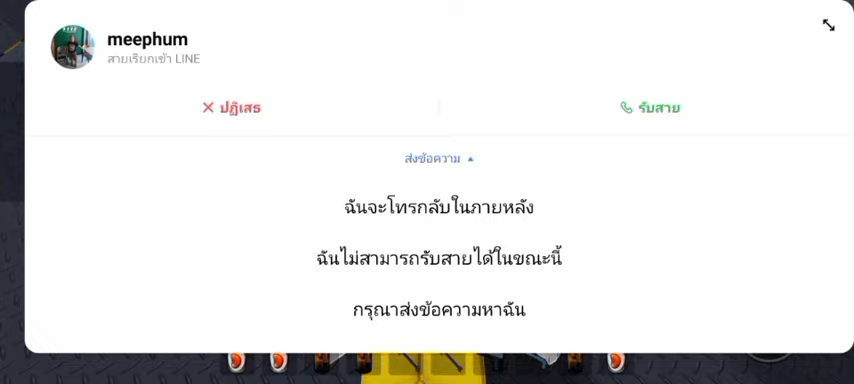 meephum
สายเรียกเข้า LINE
ปฏิเสธ
รับสาย
ส่งข้อความ
ฉันจะโทรกลับในภายหลัง
ฉันไม่สามารถรับสายได้ในขณะนี้
กรุณาส่งข้อความหาฉัน